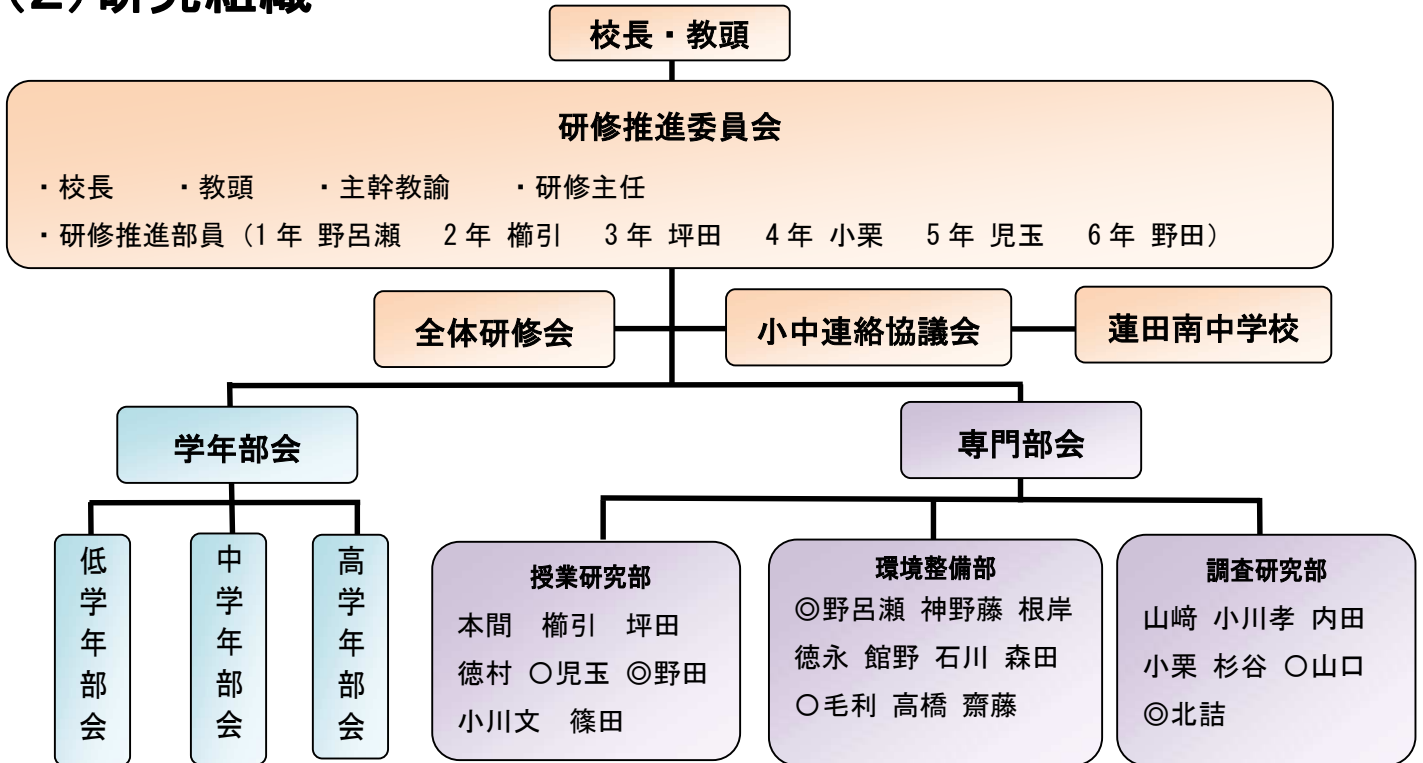 (2)研究組織
校長・教頭
研修推進委員会
・校長　・教頭　・主幹教諭　・研修主任
・研修推進部員（1年 野呂瀬　2年 櫛引　3年 坪田　4年 小栗　5年 児玉　6年 野田）
全体研修会
小中連絡協議会
蓮田南中学校
学年部会
専門部会
低学年部会
中学年部会
高学年部会
授業研究部
本間　櫛引　坪田
徳村 〇児玉 ◎野田
小川文　篠田
環境整備部
◎野呂瀬 神野藤 根岸
徳永 館野 石川 森田
〇毛利 高橋 齋藤
調査研究部
山﨑 小川孝 内田
小栗 杉谷 〇山口
◎北詰